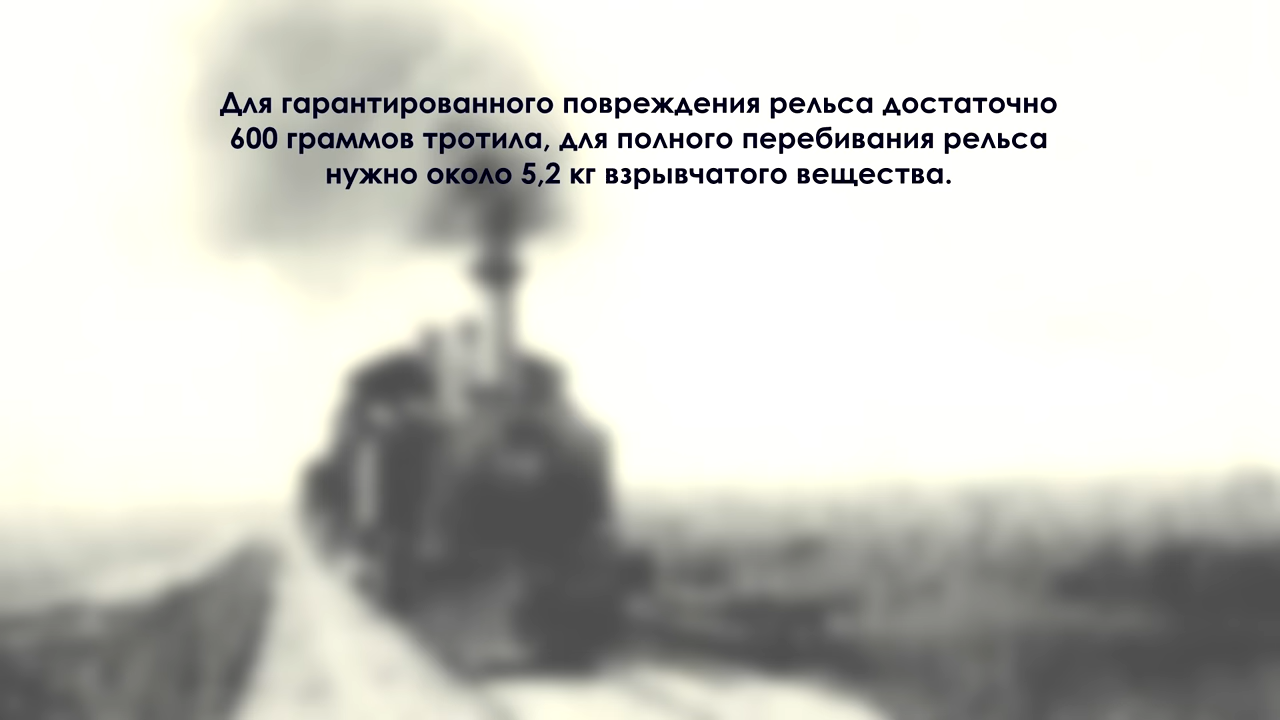 Для гарантированного повреждения рельса достаточно
600 граммов тротила, для полного перебивания рельса
нужно около 5,2 кг взрывчатого вещества.